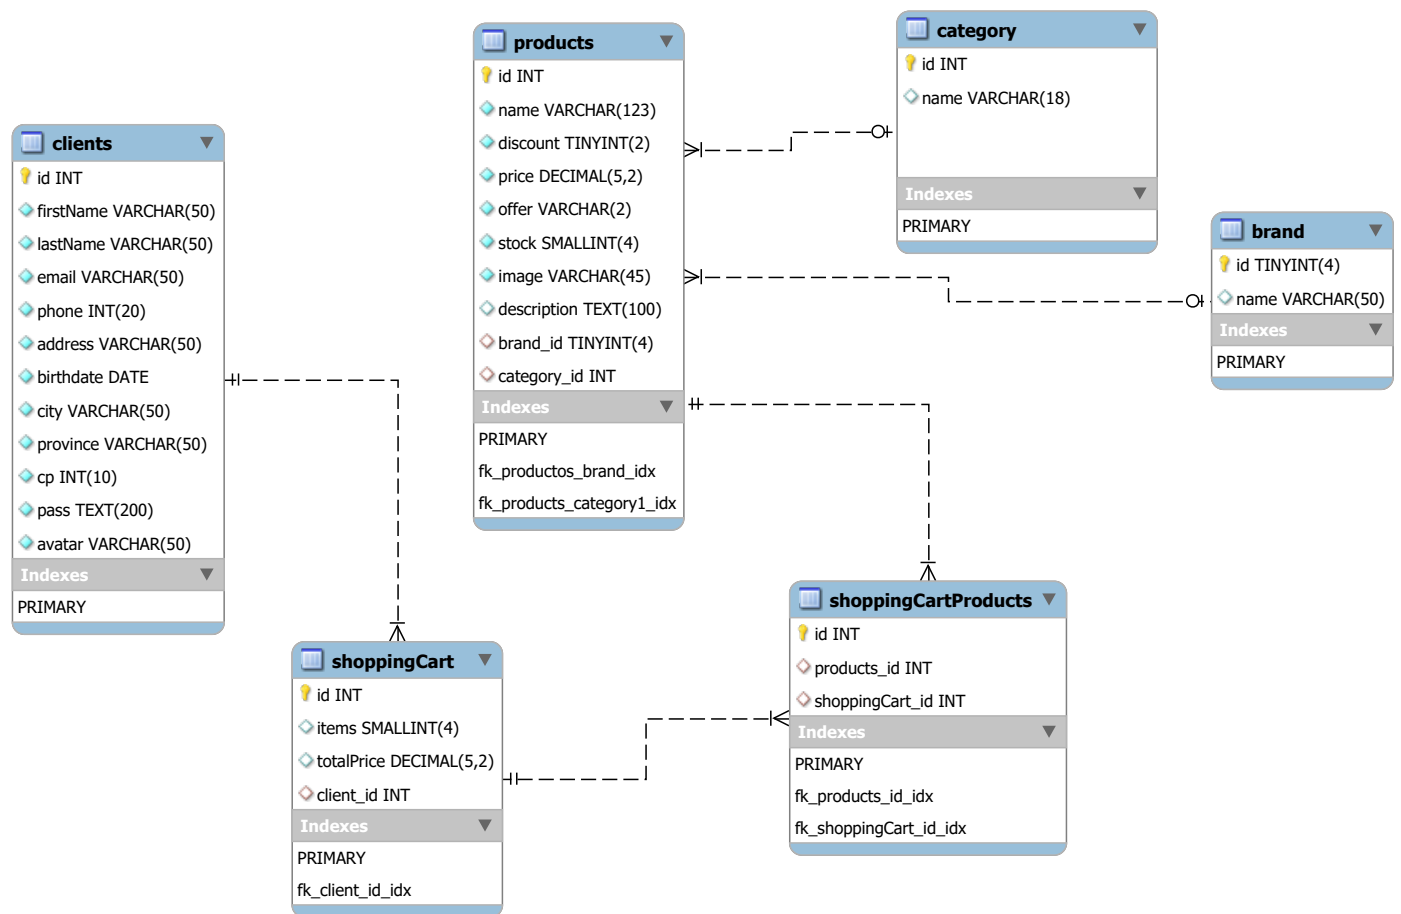 clients
id INT
firstName VARCHAR(50)
lastName VARCHAR(50)
email VARCHAR(50)
phone INT(20)
address VARCHAR(50)
birthdate DATE
city VARCHAR(50)
province VARCHAR(50)
cp INT(10)
pass TEXT(200)
avatar VARCHAR(50)
Indexes
PRIMARY
products
id INT
name VARCHAR(123)
discount TINYINT(2)
price DECIMAL(5,2)
offer VARCHAR(2)
stock SMALLINT(4)
image VARCHAR(45)
description TEXT(100)
brand_id TINYINT(4)
category_id INT
Indexes
PRIMARY
fk_productos_brand_idx
fk_products_category1_idx
category
id INT
name VARCHAR(18)
Indexes
PRIMARY
brand
id TINYINT(4)
name VARCHAR(50)
Indexes
PRIMARY
shoppingCart
id INT
items SMALLINT(4)
totalPrice DECIMAL(5,2)
client_id INT
Indexes
PRIMARY
fk_client_id_idx
shoppingCartProducts
id INT
products_id INT
shoppingCart_id INT
Indexes
PRIMARY
fk_products_id_idx
fk_shoppingCart_id_idx